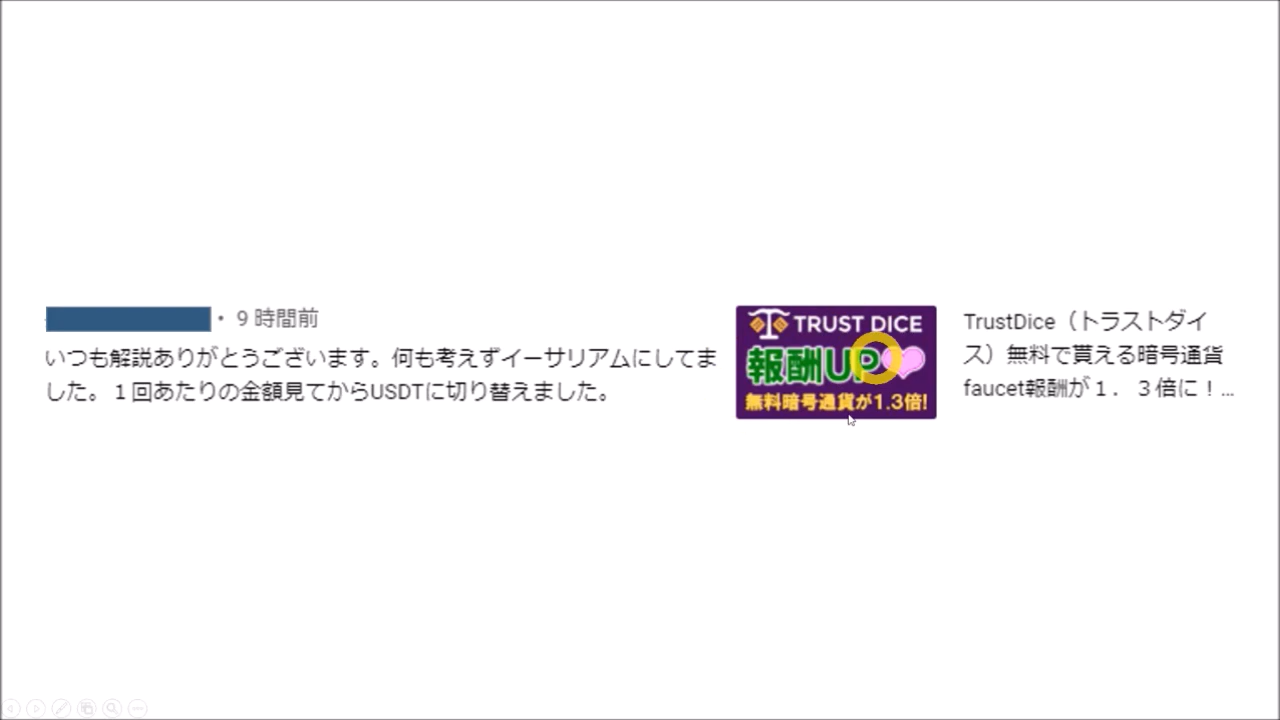 ・ 9 時間前
いつも解説ありがとうございます。何も考えずイーサリアムにしてま
した。１回あたりの金額見てからUSDTに切り替えました。
TRUST DICE
報酬UP
無料暗号通貨が1.3倍!
TrustDice（トラストダイ
ス）無料で貰える暗号通貨
faucet報酬が１．３倍に！...